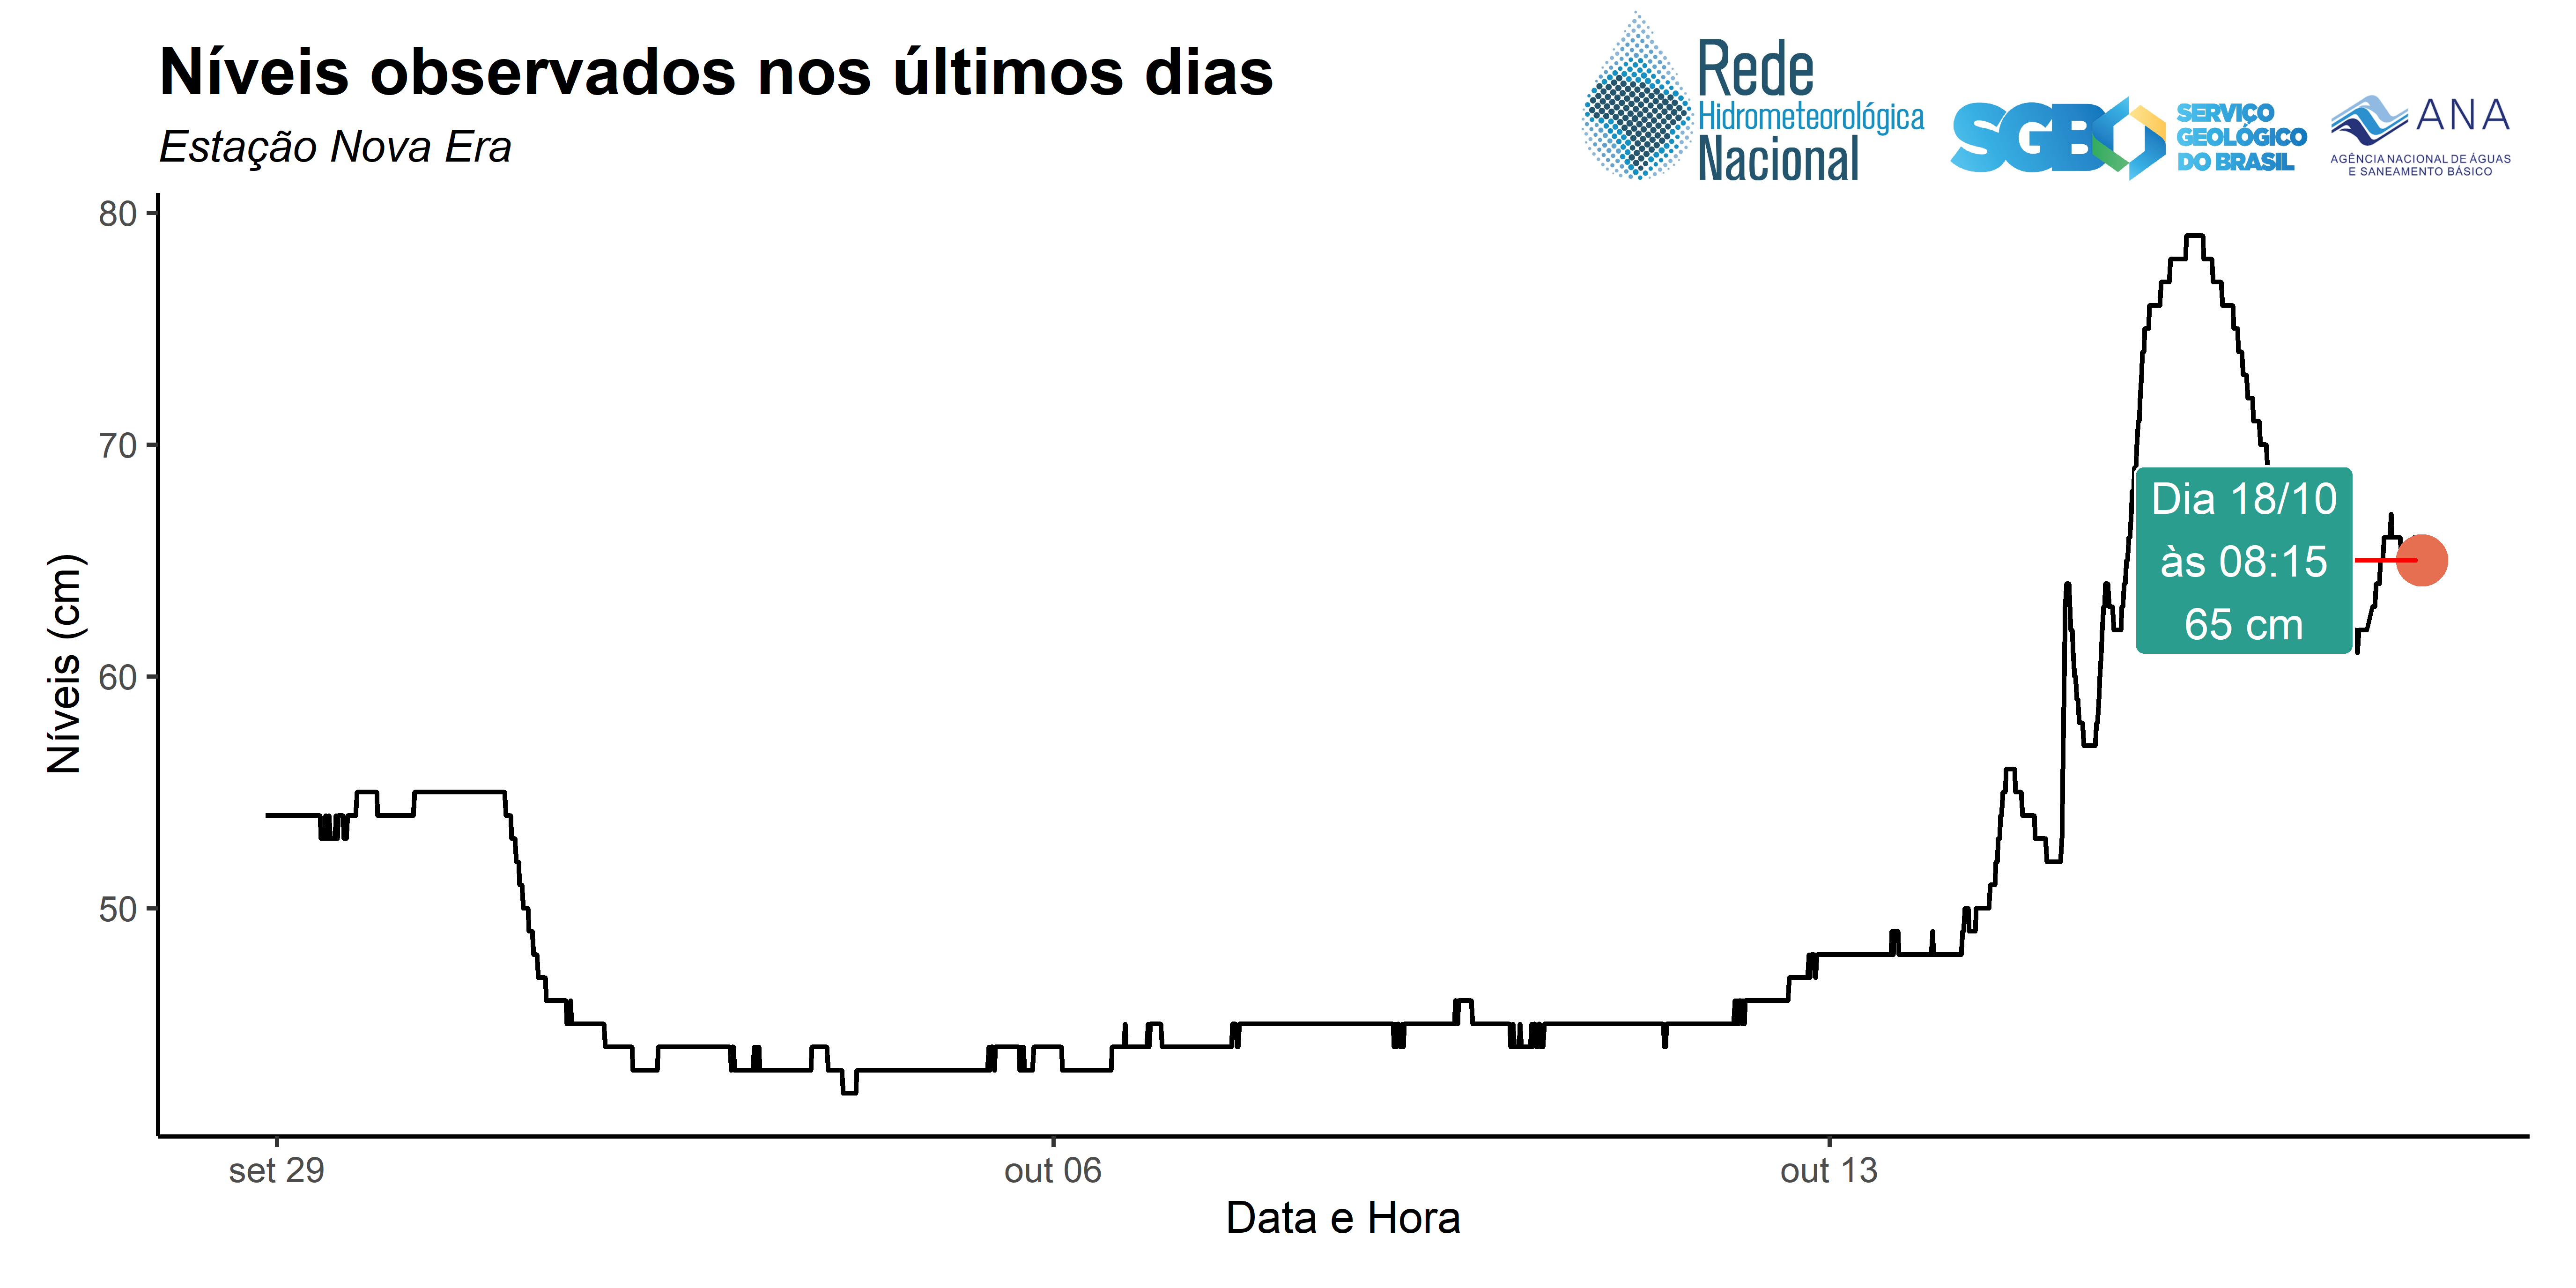 Níveis observados nos últimos dias
Estação Nova Era
Rede
Hidrometeorológica
Nacional
SGB
SERVIÇO
GEOLÓGICO
DO BRASIL
ANA
AGÊNCIA NACIONAL DE ÁGUAS
E SANEAMENTO BÁSICO
80
70
60
50
Níveis (cm)
Dia 18/10
às 08:15
65 cm
set 29
out 06
out 13
Data e Hora